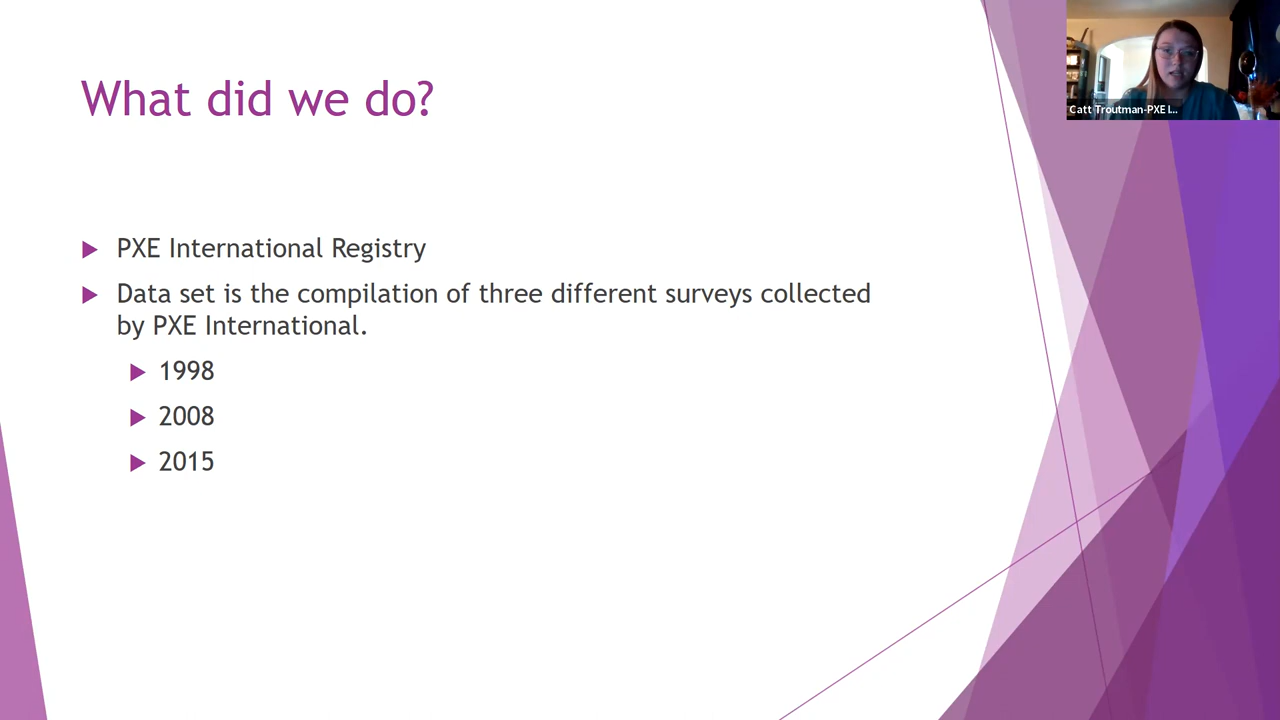 What did we do?
Catt Troutman-PXE I...
PXE International Registry
Data set is the compilation of three different surveys collected
by PXE International.
1998
2008
2015